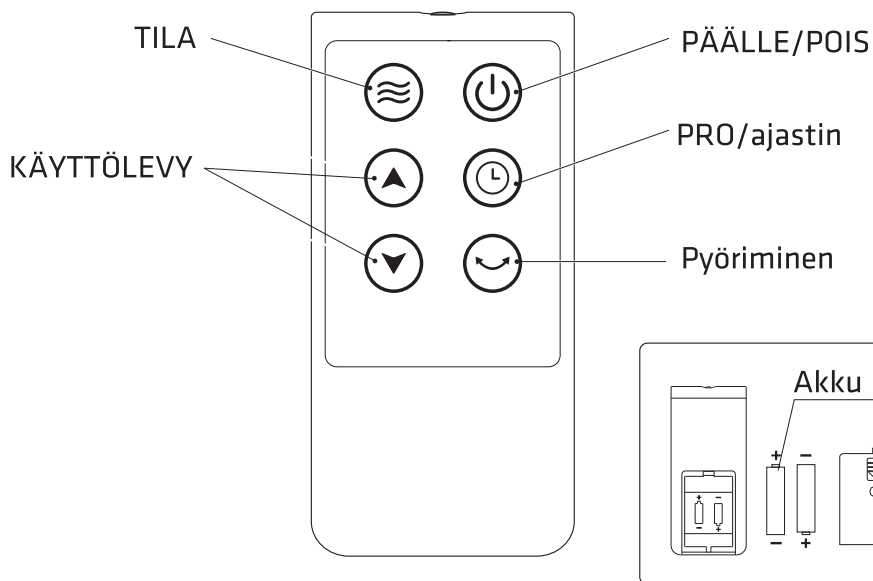 TILA
PÄÄLLE/POIS
PRO/ajastin
KÄYTTÖLEVY
Pyöriminen
Akku